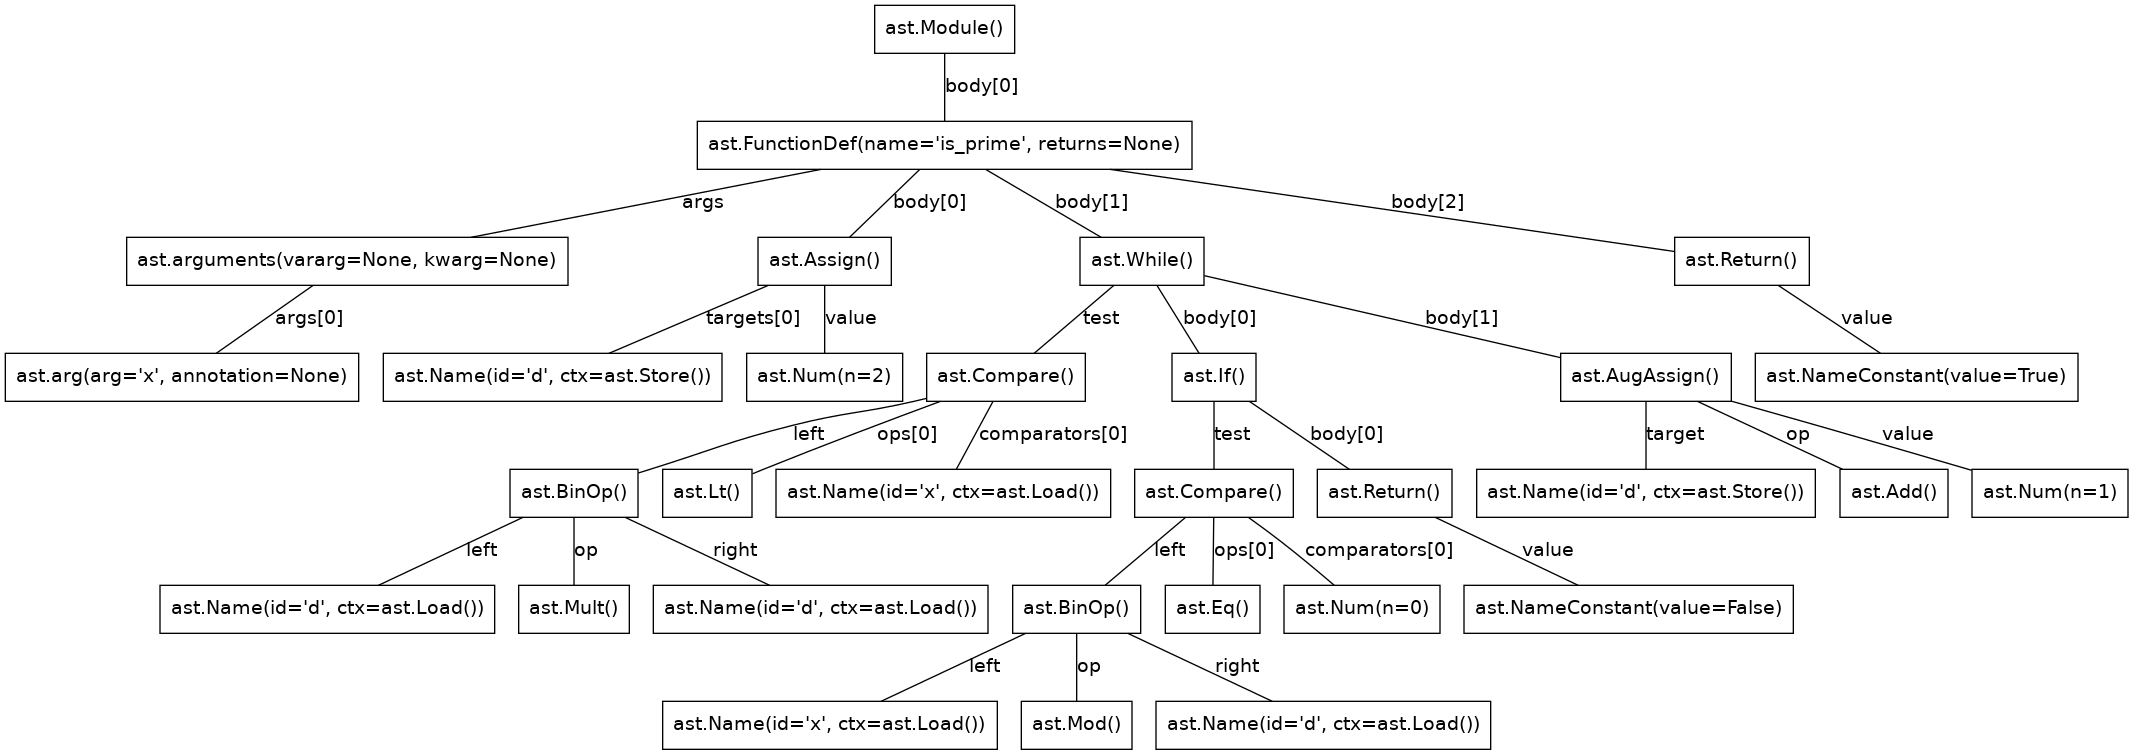 ast.Module()
body[0]
ast.FunctionDef(name='is_prime', returns=None)
args body[0] body[1] body[2]
ast.arguments(vararg=None, kwarg=None) ast.Assign() ast.While() ast.Return()
args[0] targets[0] value test body[0] body[1] value
ast.arg(arg='x', annotation=None) ast.Name(id='d', ctx=ast.Store()) ast.Num(n=2) ast.Compare() ast.If() ast.AugAssign() ast.NameConstant(value=True)
left ops[0] comparators[0] test body[0] target op value
ast.BinOp() ast.Lt() ast.Name(id='x', ctx=ast.Load()) ast.Compare() ast.Return() ast.Name(id='d', ctx=ast.Store()) ast.Add() ast.Num(n=1)
left op right left ops[0] comparators[0] value
ast.Name(id='d', ctx=ast.Load()) ast.Mult() ast.Name(id='d', ctx=ast.Load()) ast.BinOp() ast.Eq() ast.Num(n=0) ast.NameConstant(value=False)
left op right
ast.Name(id='x', ctx=ast.Load()) ast.Mod() ast.Name(id='d', ctx=ast.Load())